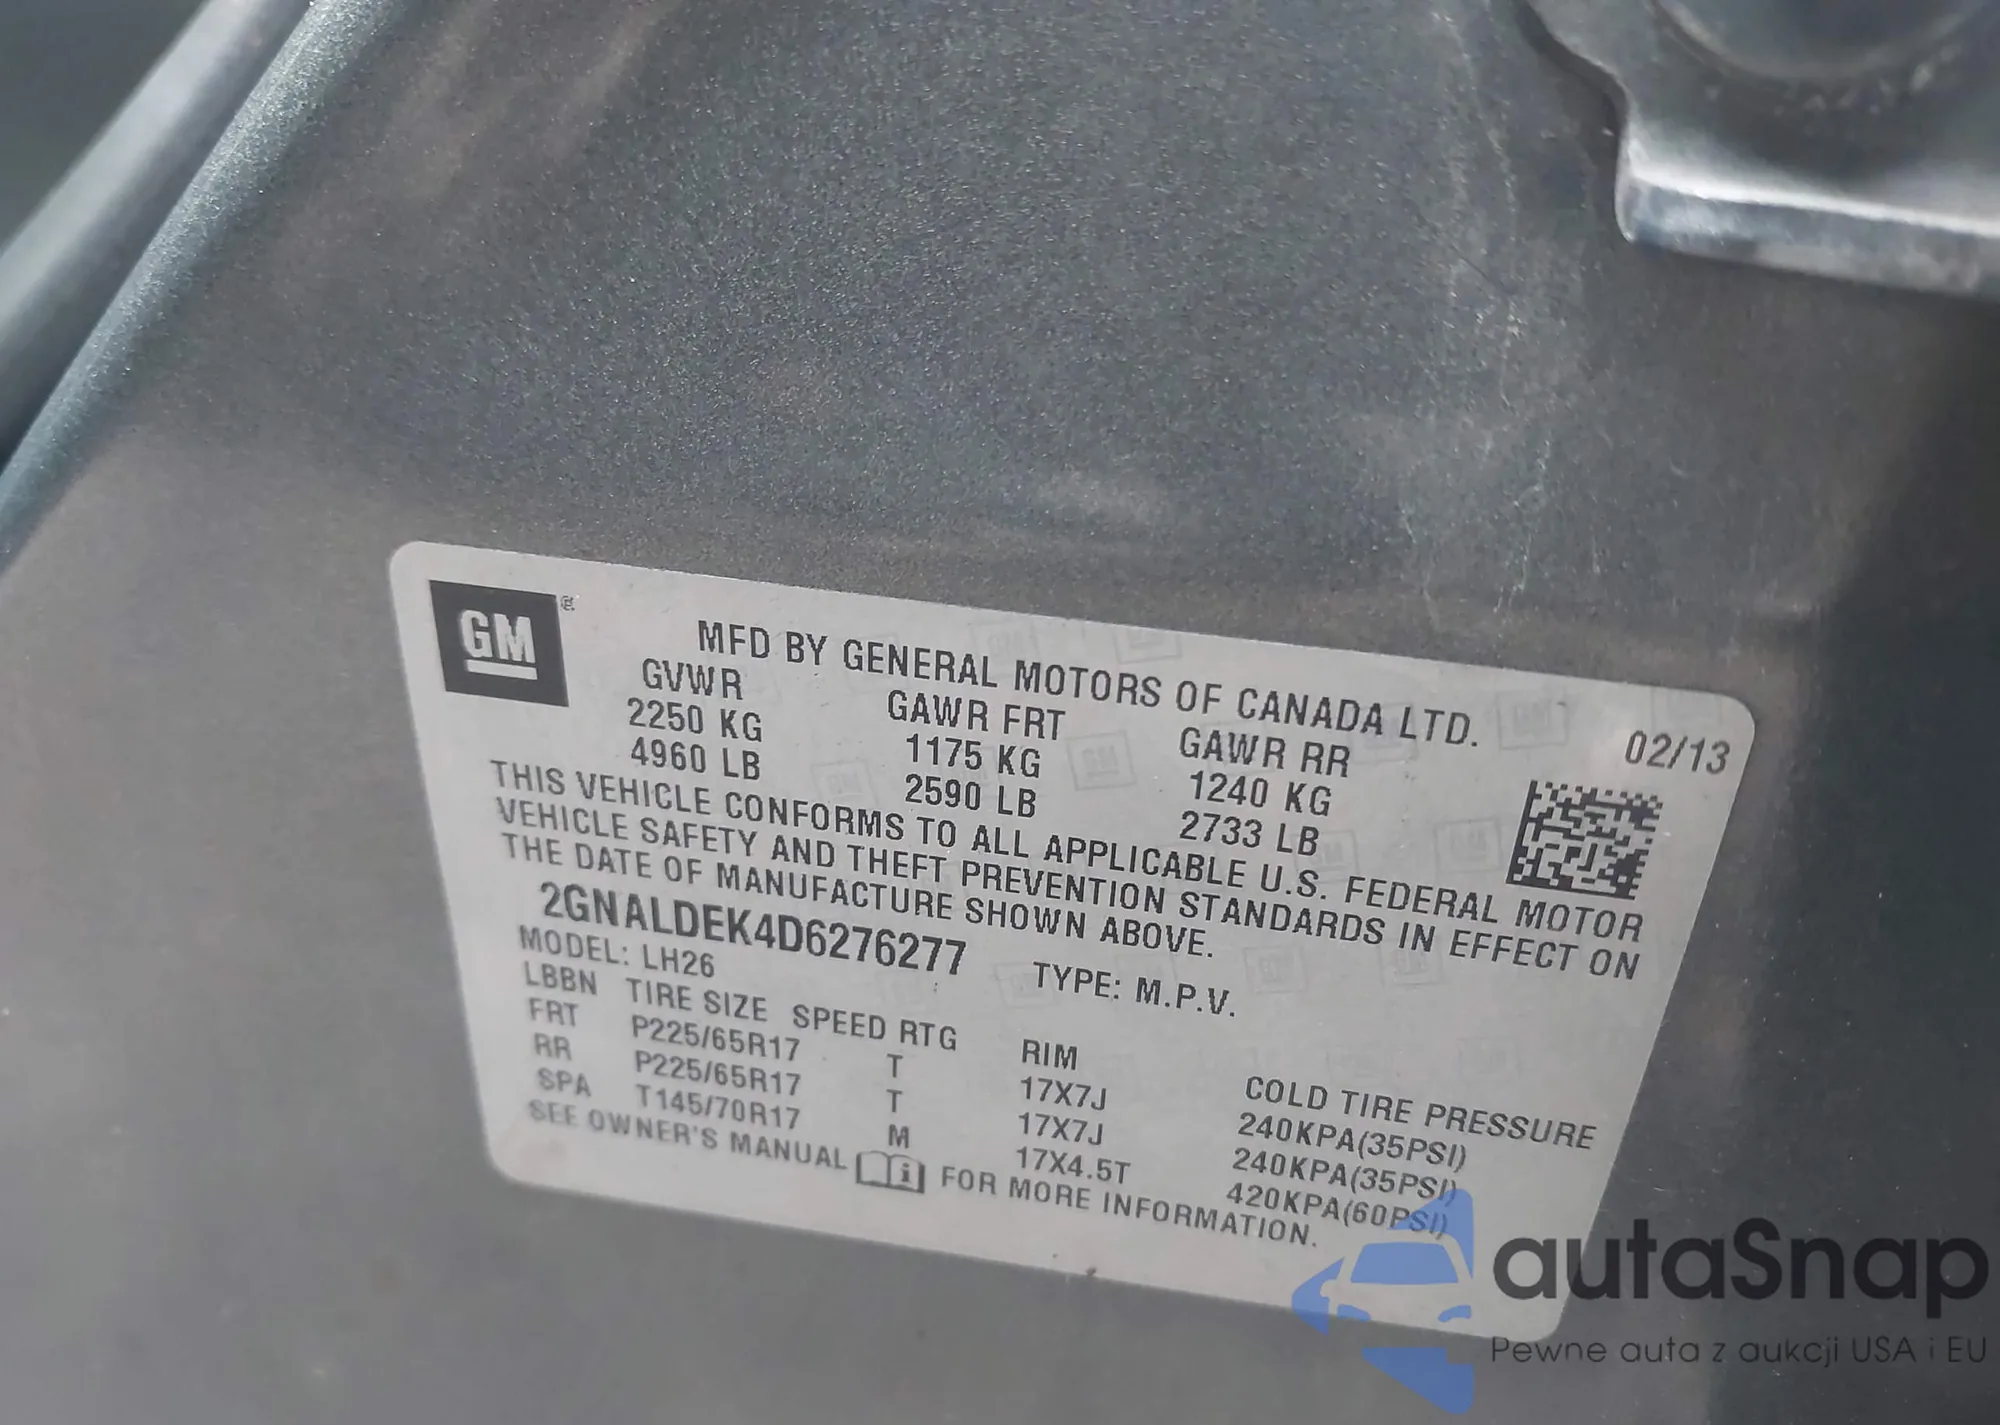 GM
MFD BY GENERAL MOTORS OF CANADA LTD.
02/13
GVWR GAWR FRT GAWR RR
2250 KG 1175 KG 1240 KG
4960 LB 2590 LB 2733 LB
THIS VEHICLE CONFORMS TO ALL APPLICABLE U.S. FEDERAL MOTOR
VEHICLE SAFETY AND THEFT PREVENTION STANDARDS IN EFFECT ON
THE DATE OF MANUFACTURE SHOWN ABOVE.
2GNALDEK4D6276277 TYPE: M.P.V.
MODEL: LH26
LBBN TIRE SIZE SPEED RTG RIM COLD TIRE PRESSURE
FRT P225/65R17 T 17X7J 240KPA(35PSI)
RR P225/65R17 T 17X7J 240KPA(35PSI)
SPA T145/70R17 M 17X4.5T 420KPA(60PSI)
SEE OWNER'S MANUAL FOR MORE INFORMATION.
autaSnap
Pewne auta z aukcji USA i EU